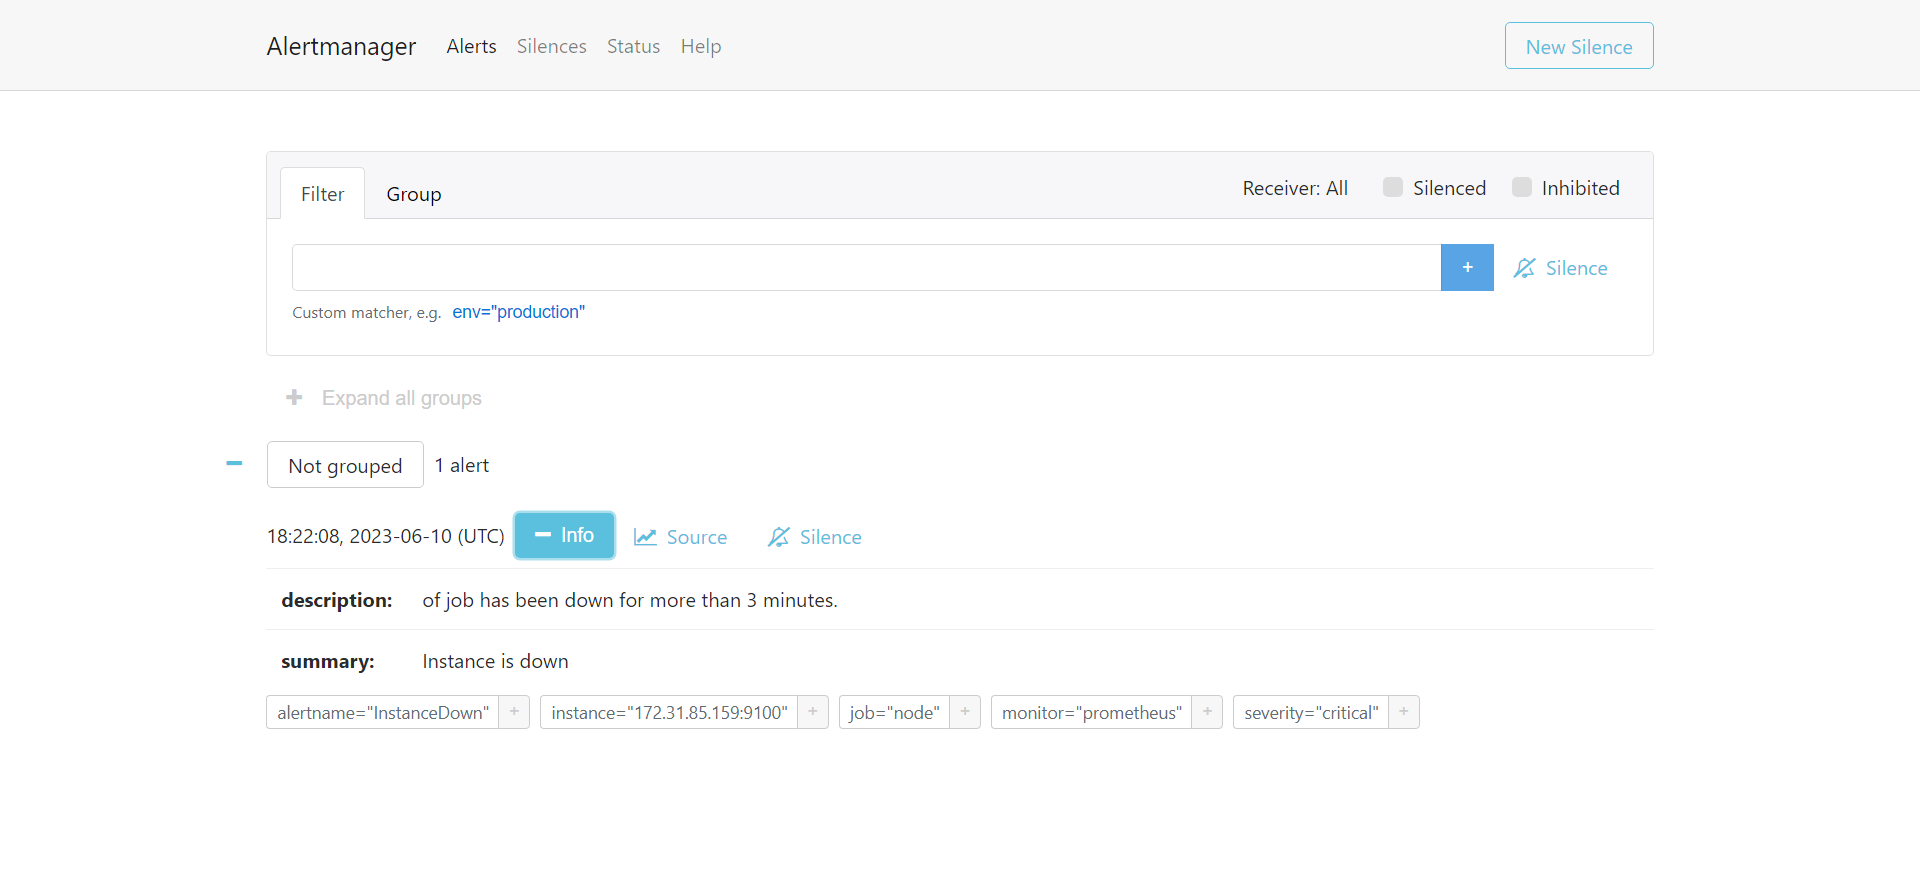 Alertmanager Alerts Silences Status Help New Silence
Filter Group Receiver: All Silenced Inhibited
+ Silence
Custom matcher, e.g. env="production"
+ Expand all groups
− Not grouped 1 alert
18:22:08, 2023-06-10 (UTC) − Info Source Silence
description: of job has been down for more than 3 minutes.
summary: Instance is down
alertname="InstanceDown" + instance="172.31.85.159:9100" + job="node" + monitor="prometheus" + severity="critical" +